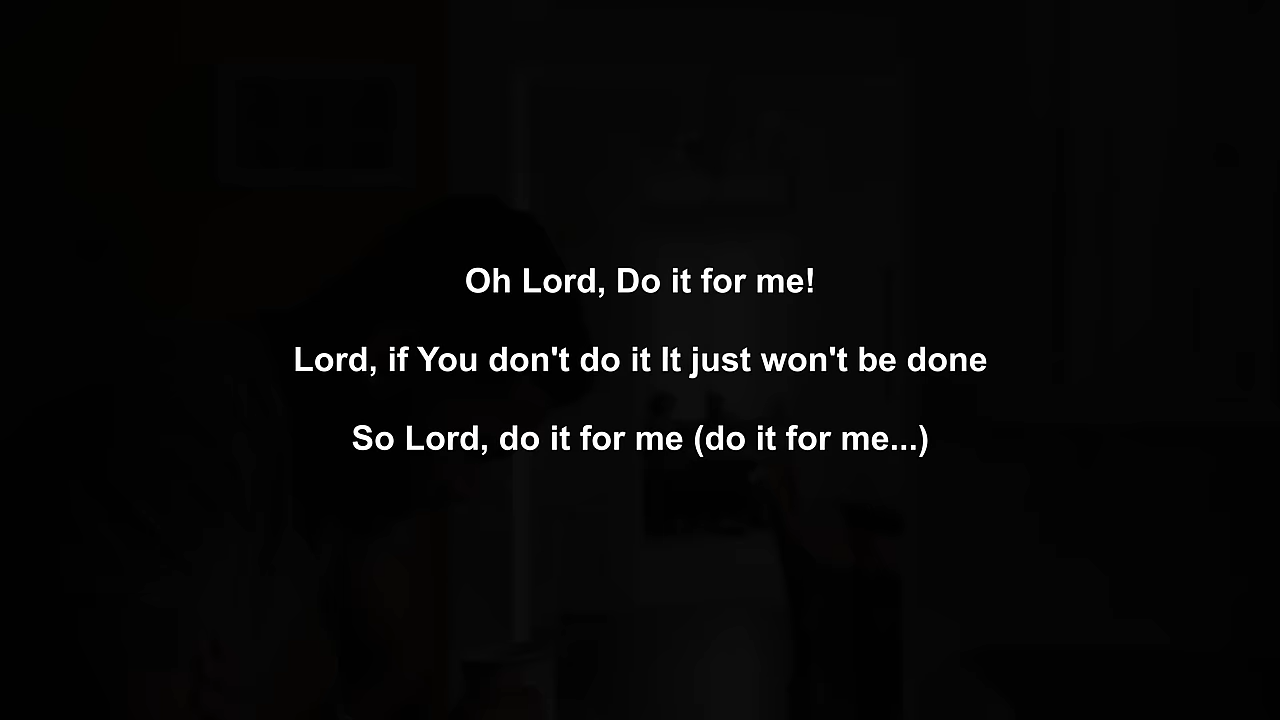 Oh Lord, Do it for me!
Lord, if You don't do it It just won't be done
So Lord, do it for me (do it for me...)